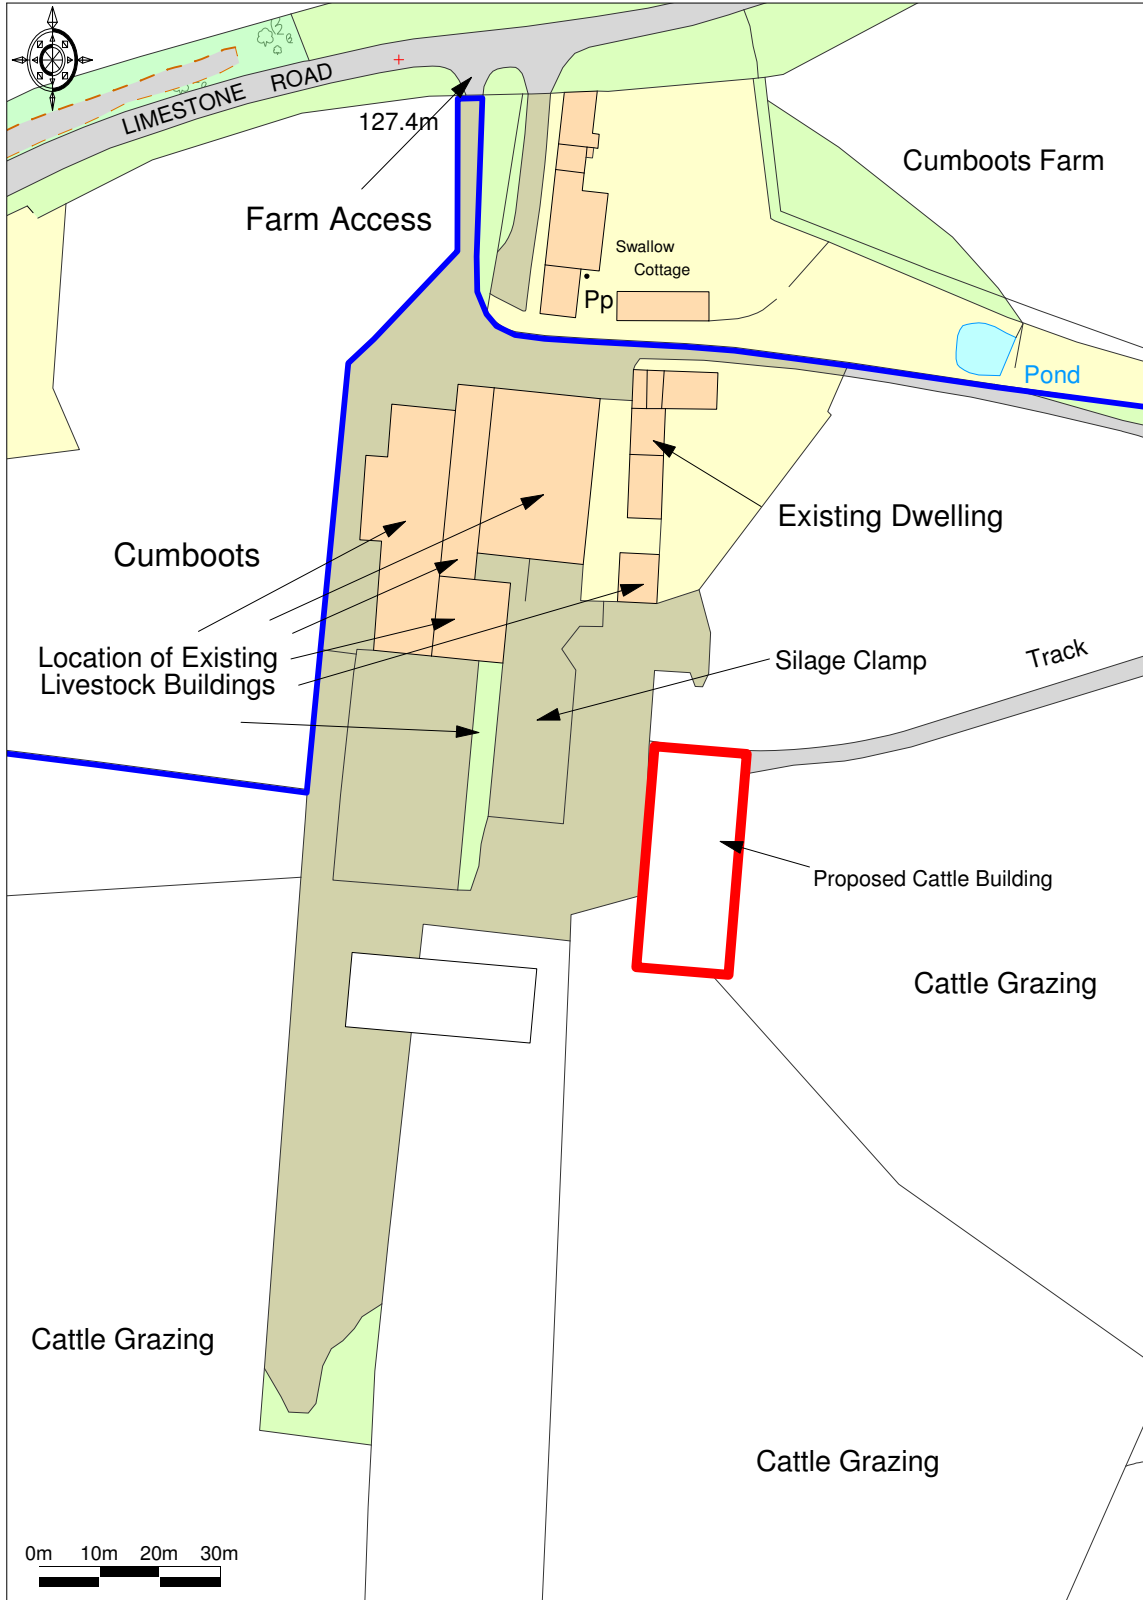 LIMESTONE ROAD
127.4m
Farm Access
Cumboots Farm
Swallow
Cottage
Pp
Pond
Existing Dwelling
Cumboots
Location of Existing
Livestock Buildings
Silage Clamp
Track
Proposed Cattle Building
Cattle Grazing
Cattle Grazing
Cattle Grazing
0m 10m 20m 30m